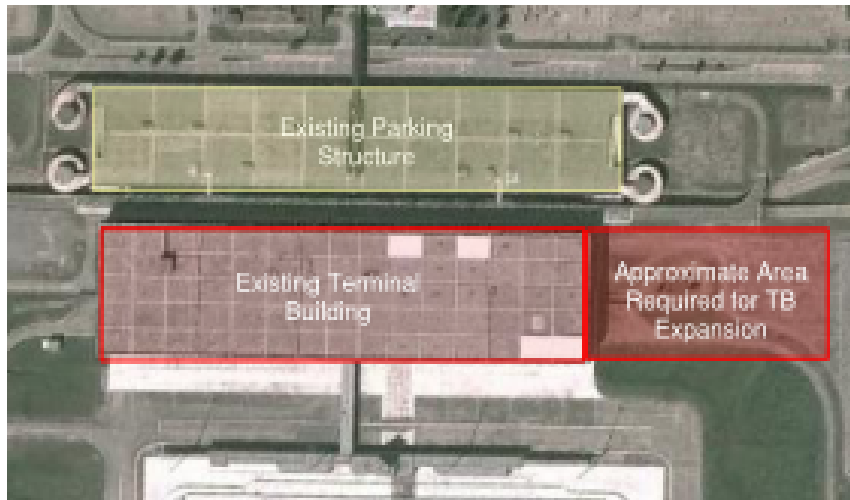 Existing Parking
Structure
Existing Terminal
Building
Approximate Area
Required for TB
Expansion